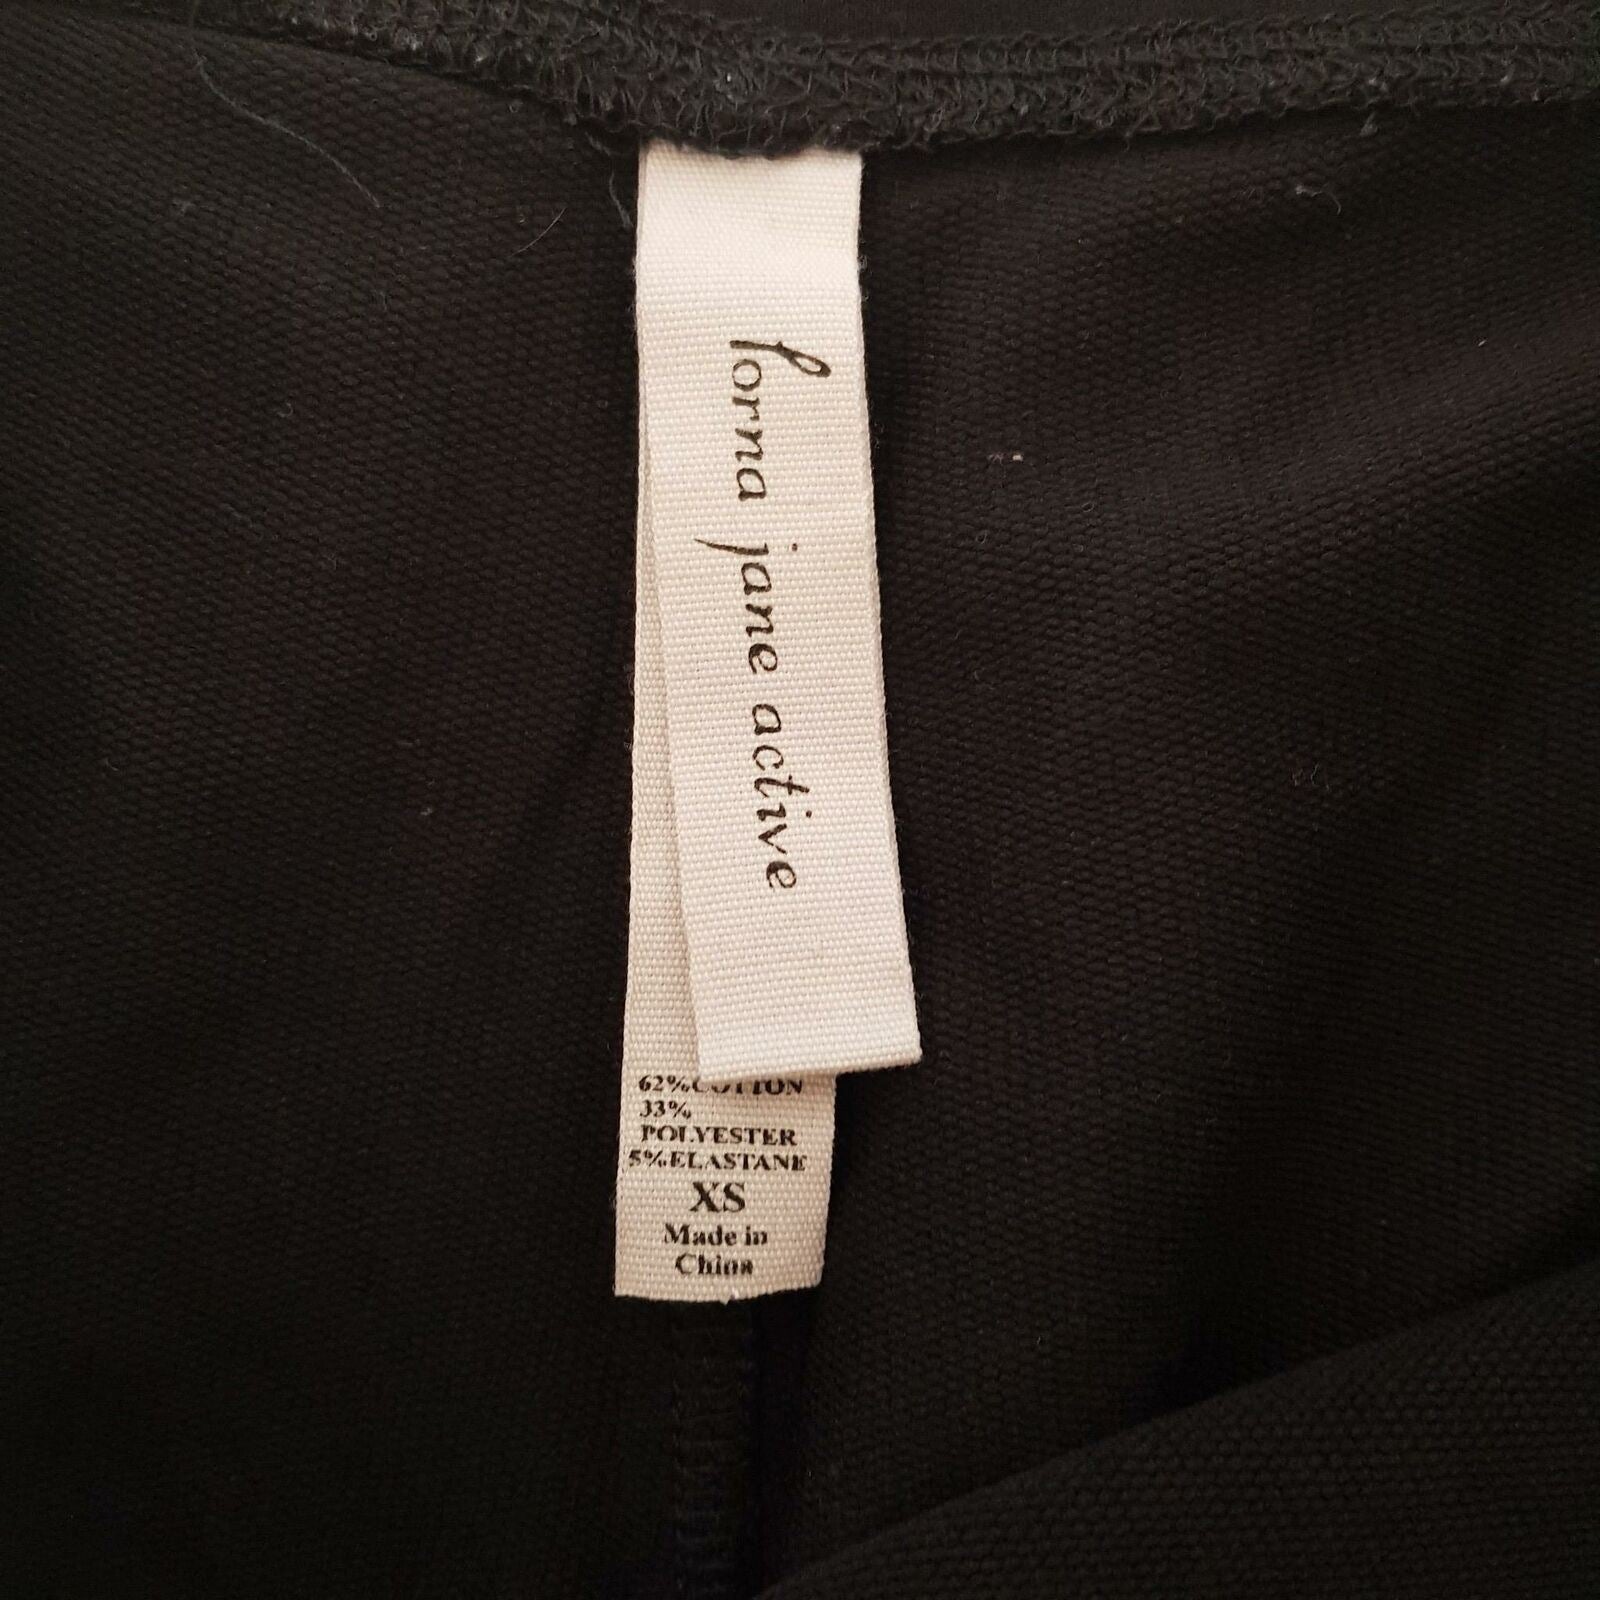 lorna jane active
62%COTTON
33%
POLYESTER
5%ELASTANE
XS
Made in
China